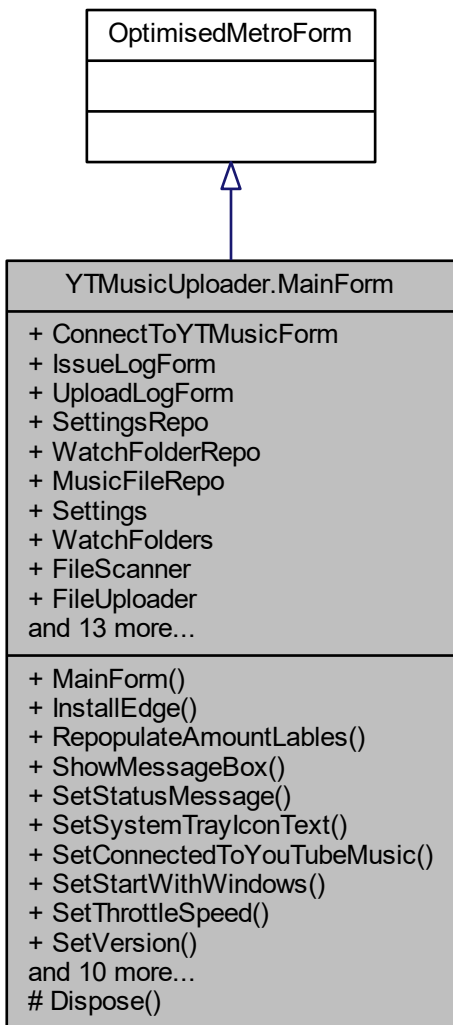 OptimisedMetroForm
YTMusicUploader.MainForm
+ ConnectToYTMusicForm
+ IssueLogForm
+ UploadLogForm
+ SettingsRepo
+ WatchFolderRepo
+ MusicFileRepo
+ Settings
+ WatchFolders
+ FileScanner
+ FileUploader
and 13 more...
+ MainForm()
+ InstallEdge()
+ RepopulateAmountLables()
+ ShowMessageBox()
+ SetStatusMessage()
+ SetSystemTrayIconText()
+ SetConnectedToYouTubeMusic()
+ SetStartWithWindows()
+ SetThrottleSpeed()
+ SetVersion()
and 10 more...
# Dispose()